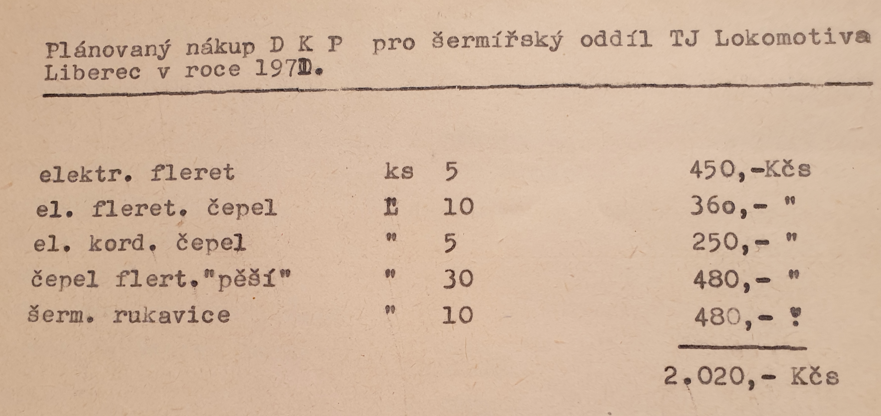 Plánovaný nákup D K P pro šermířský oddíl TJ Lokomotiva
Liberec v roce 1971.
elektr. fleret ks 5 450,-Kčs
el. fleret. čepel " 10 360,- "
el. kord. čepel " 5 250,- "
čepel flert."pěší" " 30 480,- "
šerm. rukavice " 10 480,- "
2.020,- Kčs